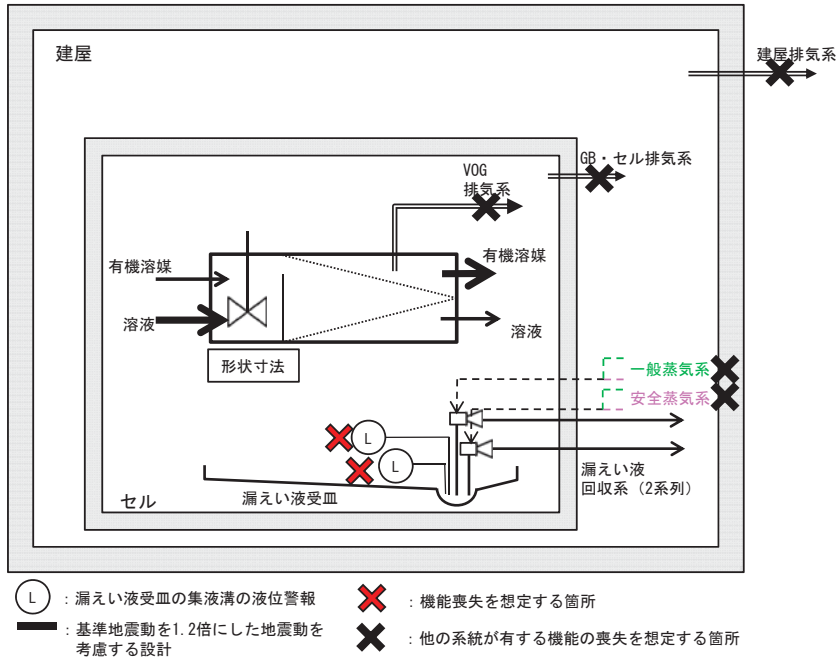 建屋
建屋排気系
GB・セル排気系
VOG
排気系
有機溶媒
有機溶媒
溶液
溶液
形状寸法
一般蒸気系
安全蒸気系
L
L
漏えい液
回収系（2系列）
漏えい液受皿
セル
L
：漏えい液受皿の集液溝の液位警報
：機能喪失を想定する箇所
：基準地震動を1.2倍にした地震動を
考慮する設計
：他の系統が有する機能の喪失を想定する箇所